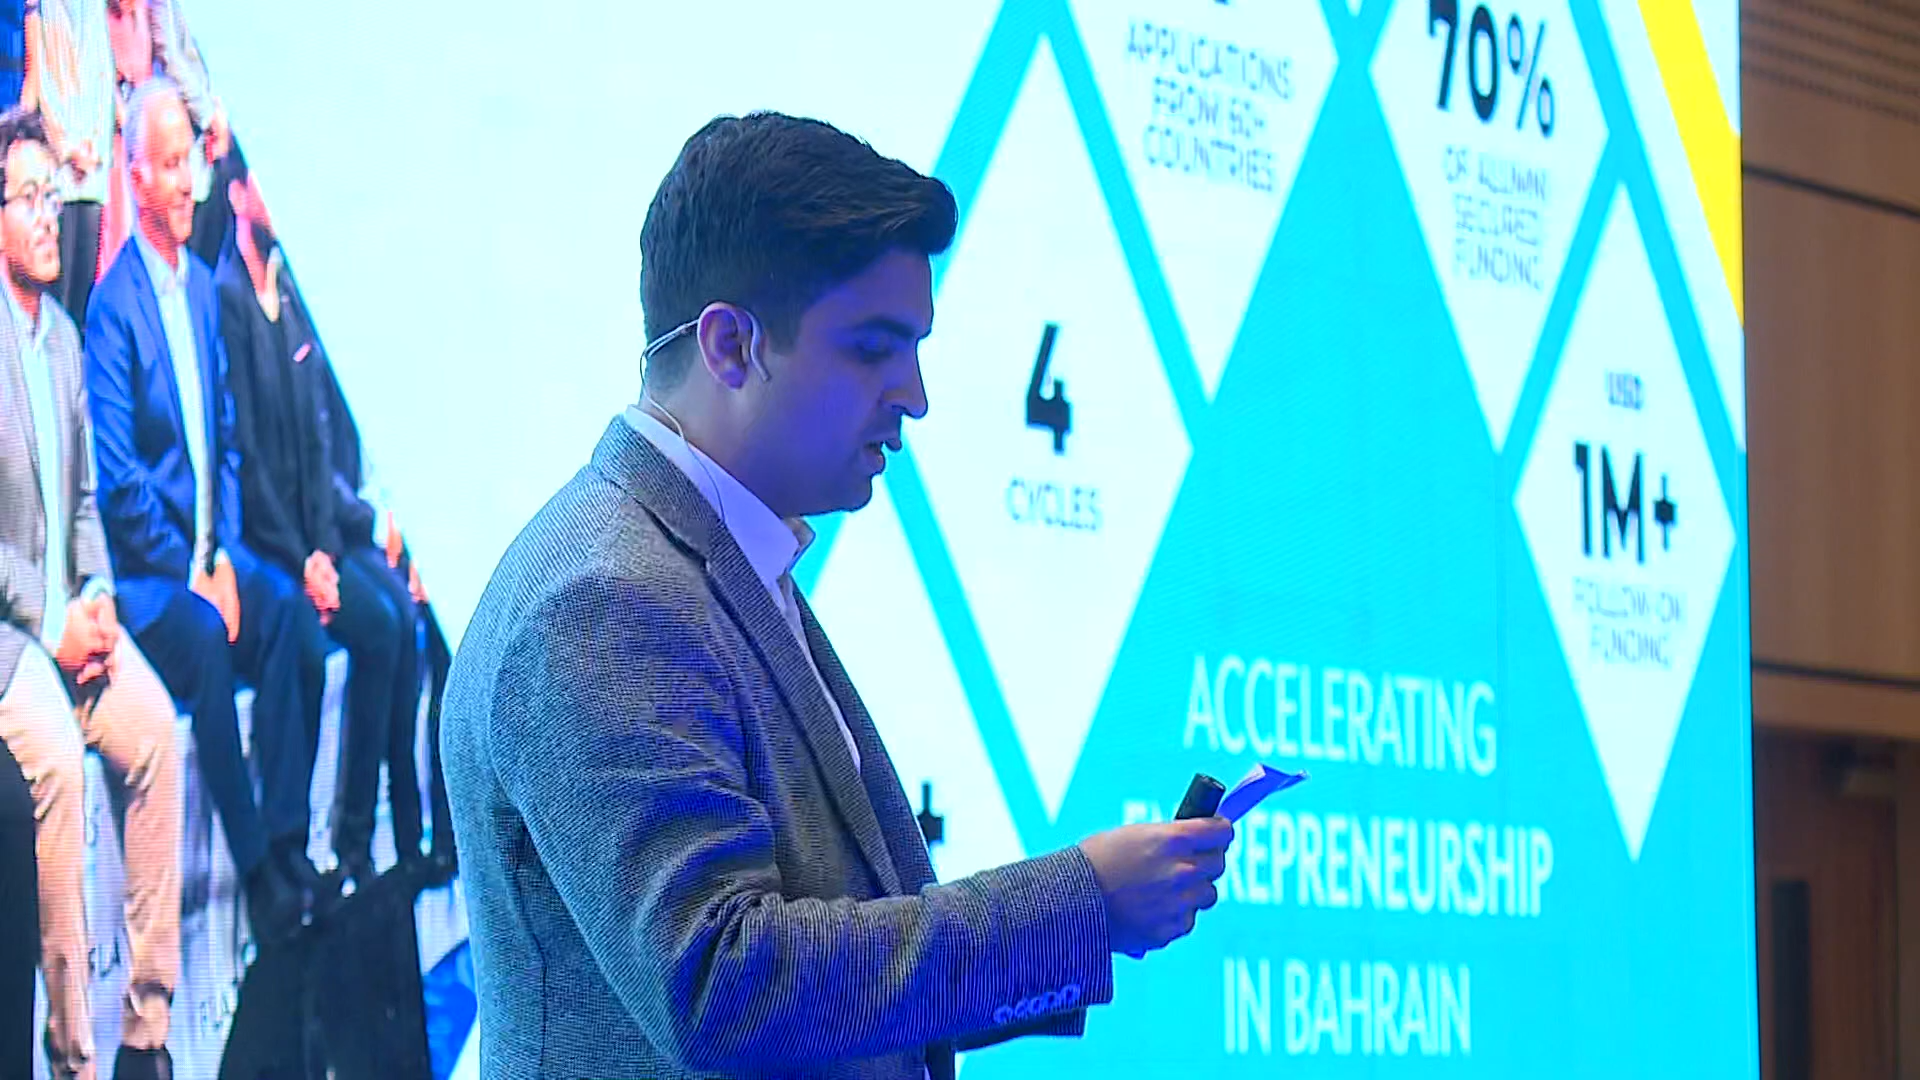 APPLICATIONS
FROM 60+
COUNTRIES
70%
OF ALUMNI
SECURED
FUNDING
4
CYCLES
USD
1M+
FOLLOW-ON
FUNDING
+
ACCELERATING
ENTREPRENEURSHIP
IN BAHRAIN